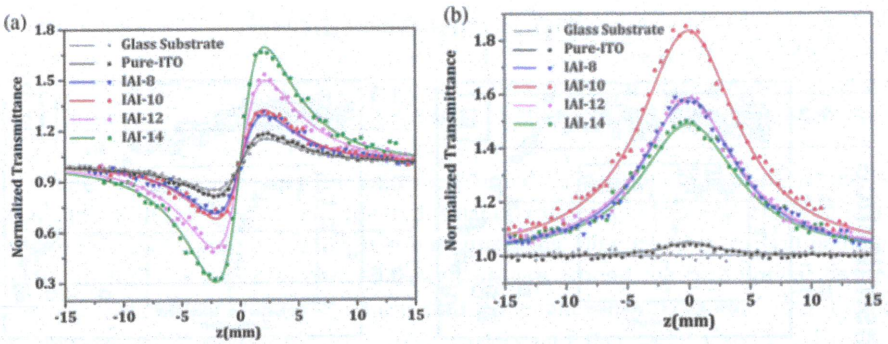 (a)
1.8
1.5
1.2
0.9
0.6
0.3
Normalized Transmittance
Glass Substrate
Pure-ITO
IAI-8
IAI-10
IAI-12
IAI-14
-15 -10 -5 0 5 10 15
z(mm)
(b)
1.8
1.6
1.4
1.2
1.0
Normalized Transmittance
Glass Substrate
Pure-ITO
IAI-8
IAI-10
IAI-12
IAI-14
-15 -10 -5 0 5 10 15
z(mm)